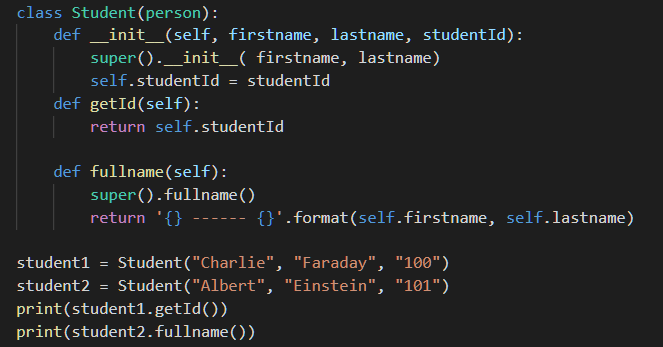 class Student(person):
    def __init__(self, firstname, lastname, studentId):
        super().__init__( firstname, lastname)
        self.studentId = studentId
    def getId(self):
        return self.studentId

    def fullname(self):
        super().fullname()
        return '{} ------ {}'.format(self.firstname, self.lastname)

student1 = Student("Charlie", "Faraday", "100")
student2 = Student("Albert", "Einstein", "101")
print(student1.getId())
print(student2.fullname())